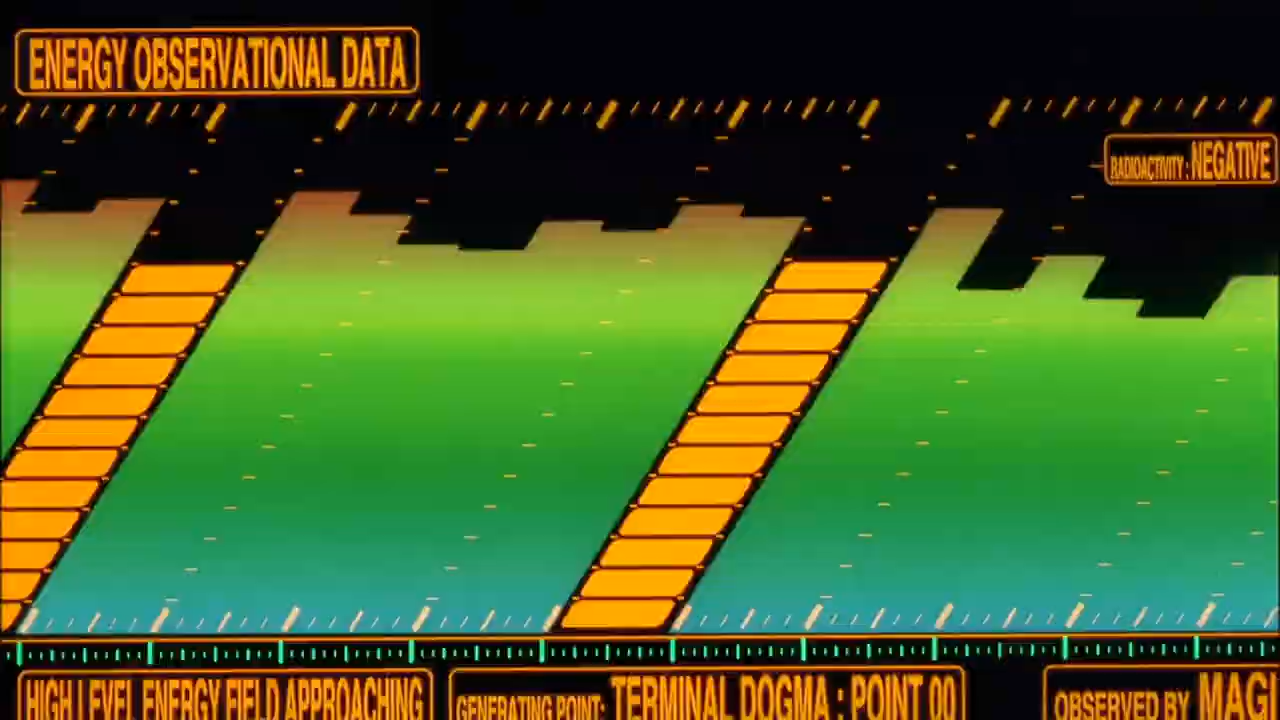 ENERGY OBSERVATIONAL DATA
RADIOACTIVITY : NEGATIVE
HIGH LEVEL ENERGY FIELD APPROACHING
GENERATING POINT: TERMINAL DOGMA : POINT 00
OBSERVED BY MAGI